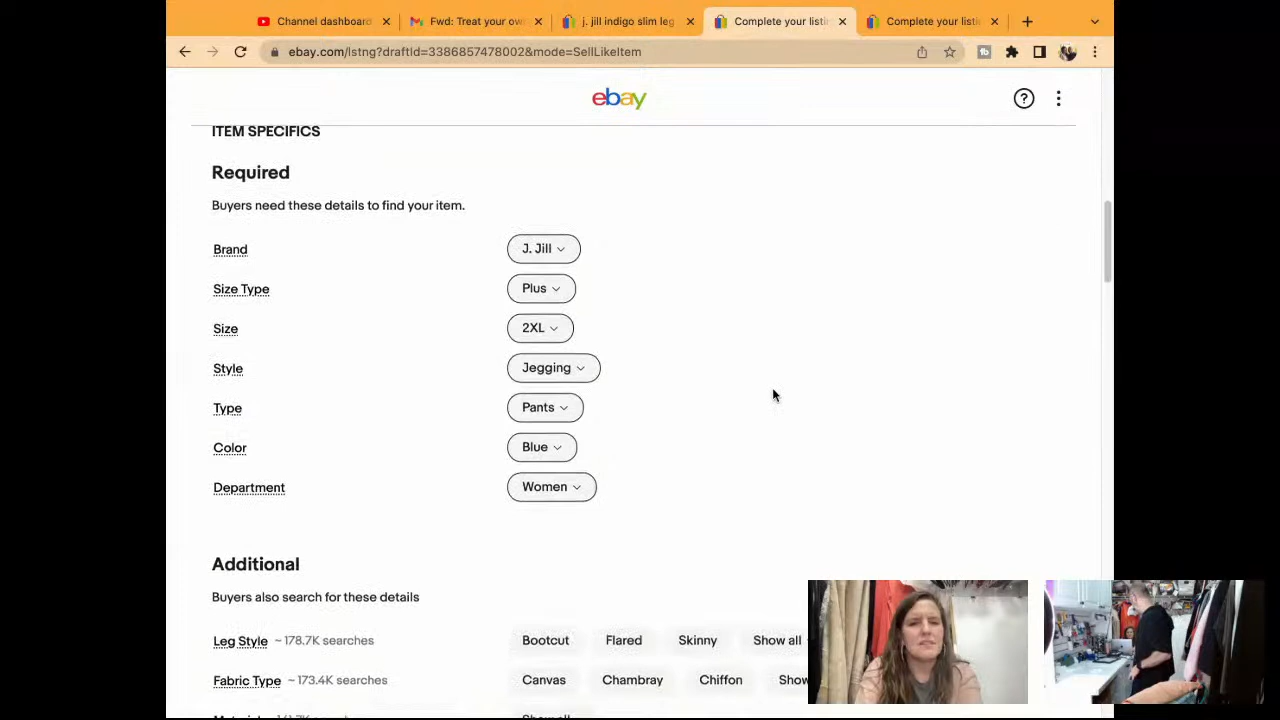 Channel dashboard
Fwd: Treat your ow
j. jill indigo slim leg
Complete your listin
Complete your listi
ebay.com/lstng?draftId=3386857478002&mode=SellLikeItem
ebay
ITEM SPECIFICS
Required
Buyers need these details to find your item.
Brand J. Jill
Size Type Plus
Size 2XL
Style Jegging
Type Pants
Color Blue
Department Women
Additional
Buyers also search for these details
Leg Style ~ 178.7K searches Bootcut Flared Skinny Show all
Fabric Type ~ 173.4K searches Canvas Chambray Chiffon Show
Show all